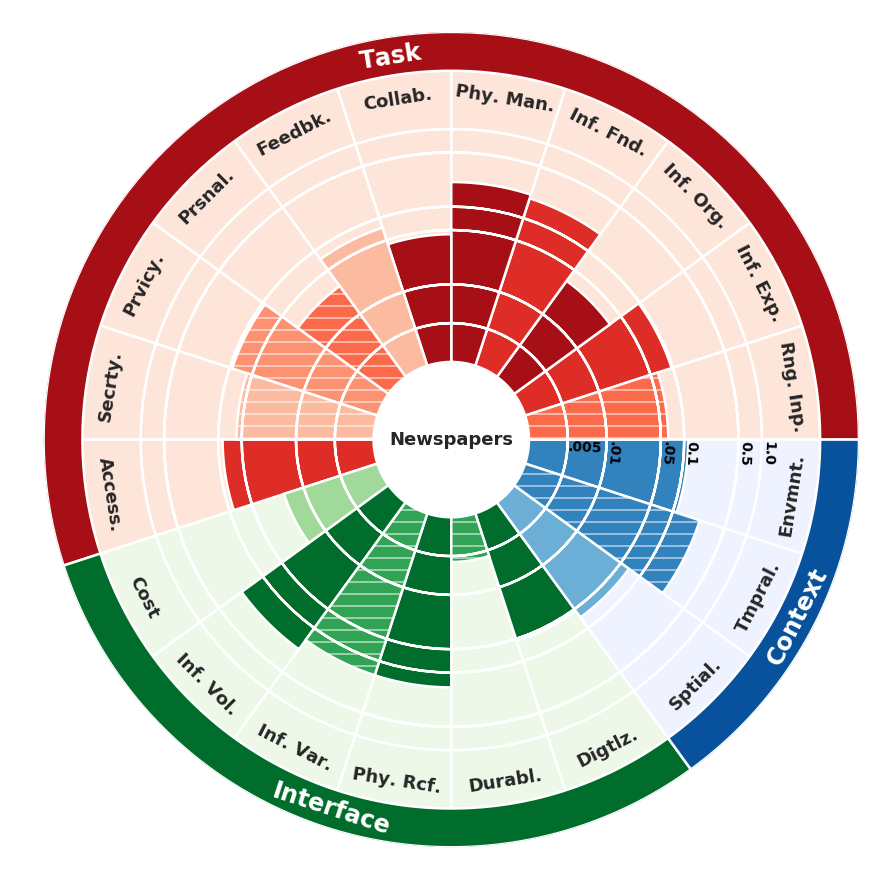 Task
Collab.
Phy. Man.
Feedbk.
Inf. Fnd.
Prsnal.
Inf. Org.
Prvicy.
Inf. Exp.
Secrty.
Rng. Inp.
Newspapers
.005
.01
.05
0.1
0.5
1.0
Access.
Envmnt.
Cost
Tmpral.
Context
Inf. Vol.
Sptial.
Inf. Var.
Digtlz.
Phy. Rcf.
Durabl.
Interface